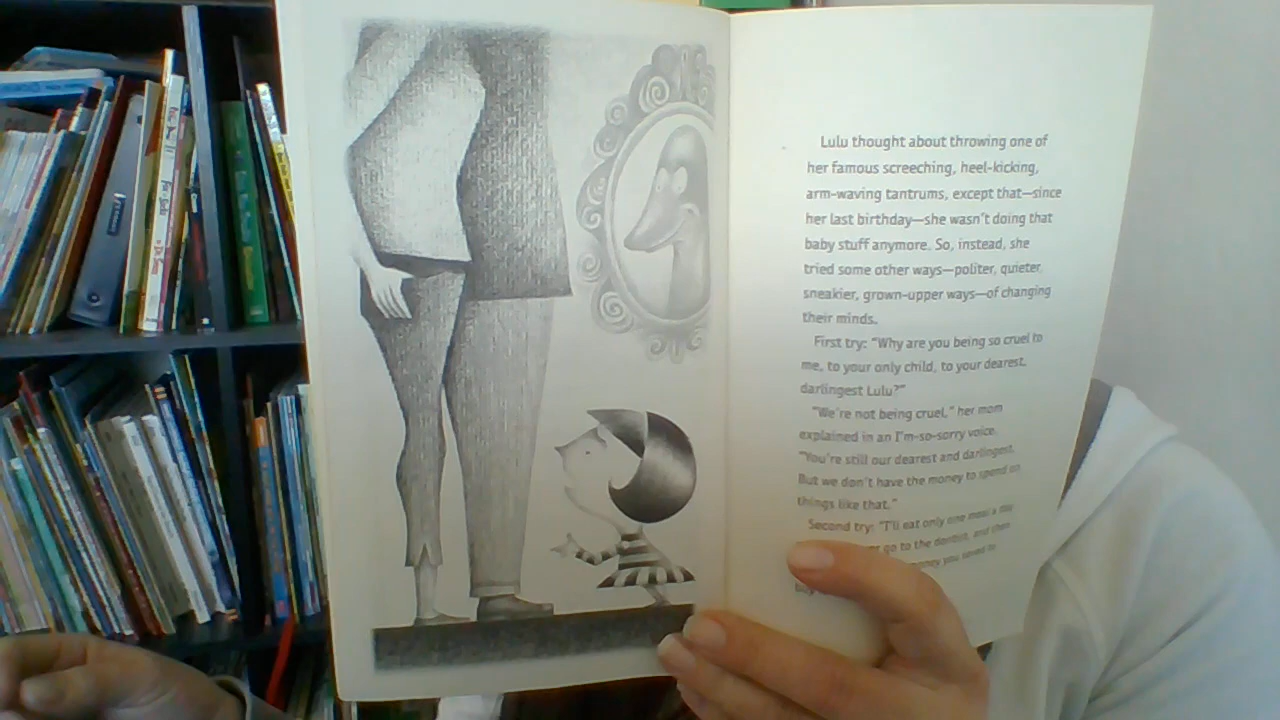 Lulu thought about throwing one of
her famous screeching, heel-kicking,
arm-waving tantrums, except that—since
her last birthday—she wasn't doing that
baby stuff anymore. So, instead, she
tried some other ways—politer, quieter,
sneakier, grown-upper ways—of changing
their minds.
First try: "Why are you being so cruel to
me, to your only child, to your dearest,
darlingest Lulu?"
"We're not being cruel," her mom
explained in an I'm-so-sorry voice.
"You're still our dearest and darlingest.
But we don't have the money to spend on
things like that."
Second try: "I'll eat only one meal a day
go to the dentist, and then
money you saved to